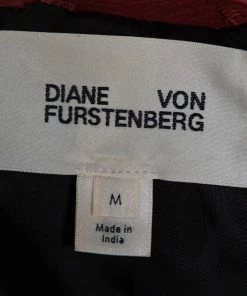 DIANE VON
FURSTENBERG
M
Made in
India